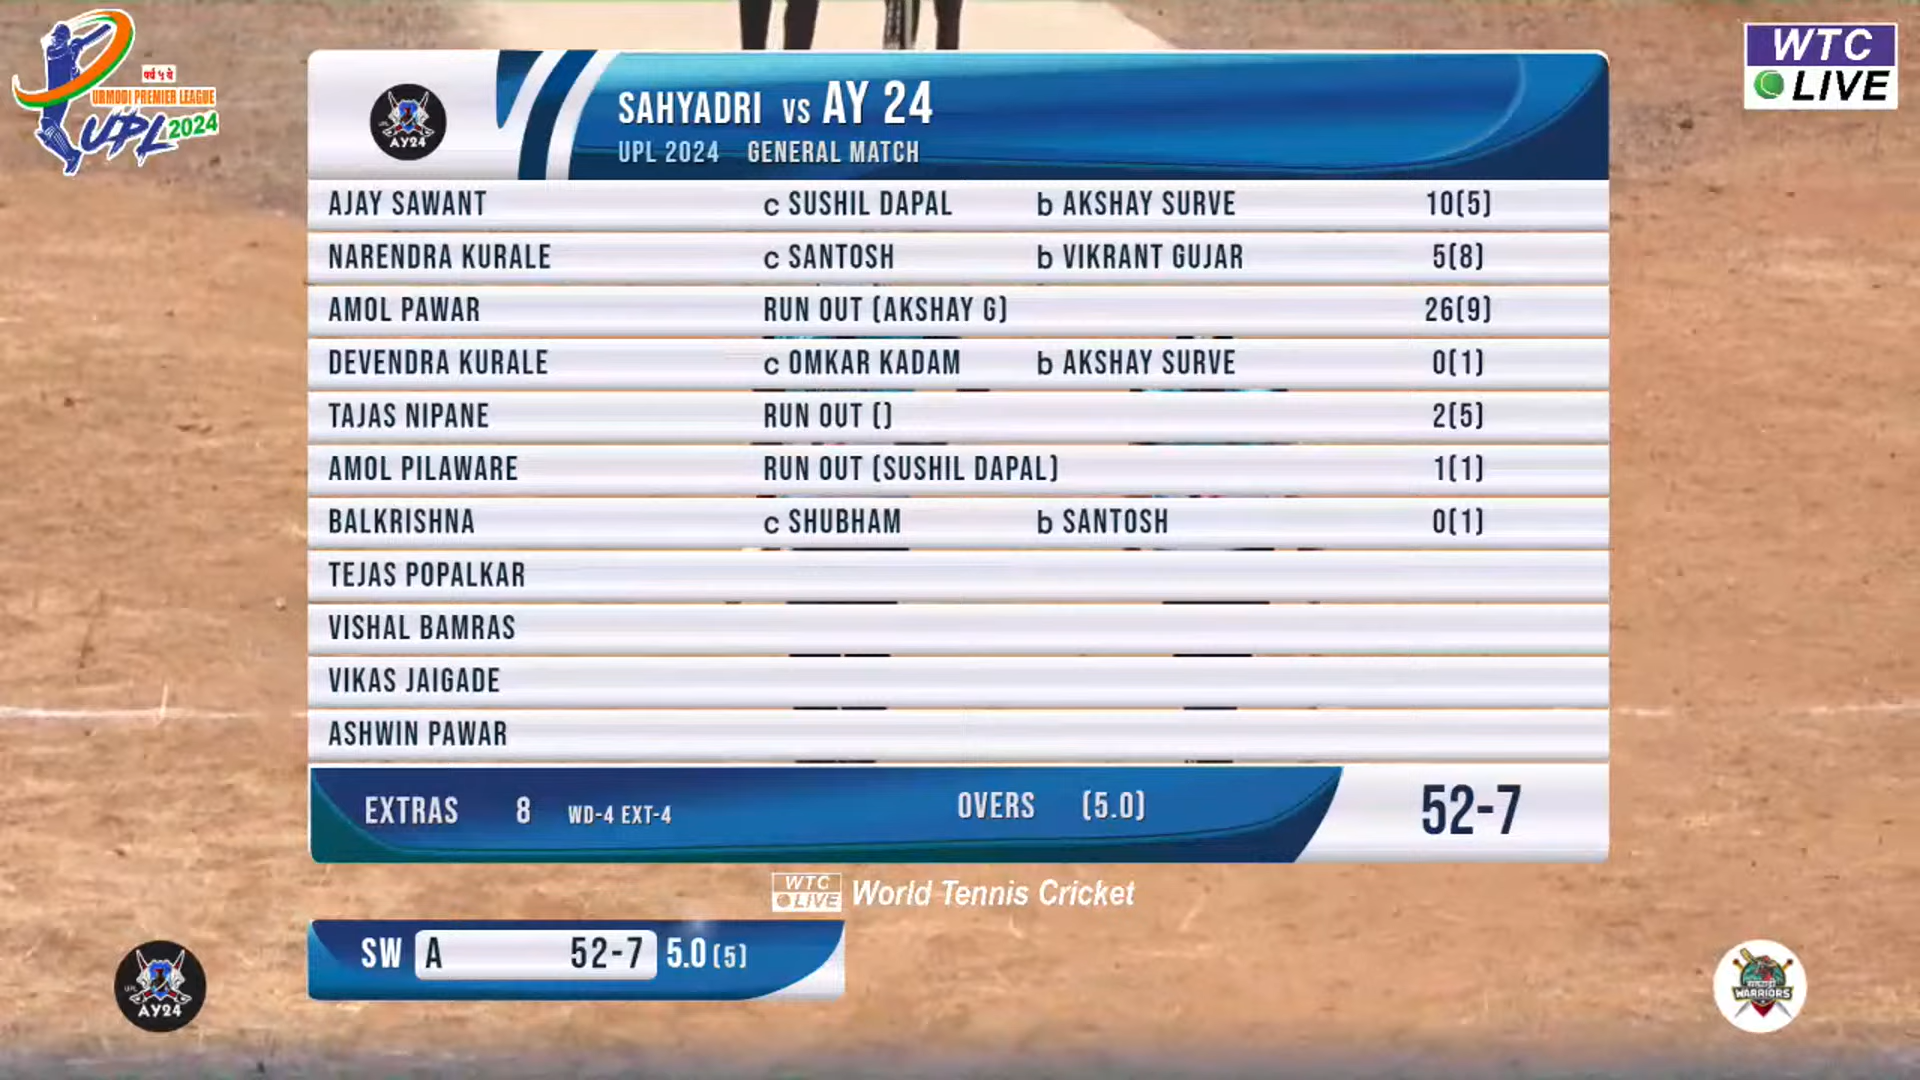 वर्ष ५ वे
URMODI PREMIER LEAGUE
UPL 2024
WTC
LIVE
AY24
SAHYADRI VS AY 24
UPL 2024 GENERAL MATCH
AJAY SAWANT c SUSHIL DAPAL b AKSHAY SURVE 10(5)
NARENDRA KURALE c SANTOSH b VIKRANT GUJAR 5(8)
AMOL PAWAR RUN OUT (AKSHAY G) 26(9)
DEVENDRA KURALE c OMKAR KADAM b AKSHAY SURVE 0(1)
TAJAS NIPANE RUN OUT () 2(5)
AMOL PILAWARE RUN OUT (SUSHIL DAPAL) 1(1)
BALKRISHNA c SHUBHAM b SANTOSH 0(1)
TEJAS POPALKAR
VISHAL BAMRAS
VIKAS JAIGADE
ASHWIN PAWAR
EXTRAS 8 WD-4 EXT-4 OVERS (5.0) 52-7
WTC LIVE World Tennis Cricket
SW A 52-7 5.0 (5)
UPL
AY24
WARRIORS